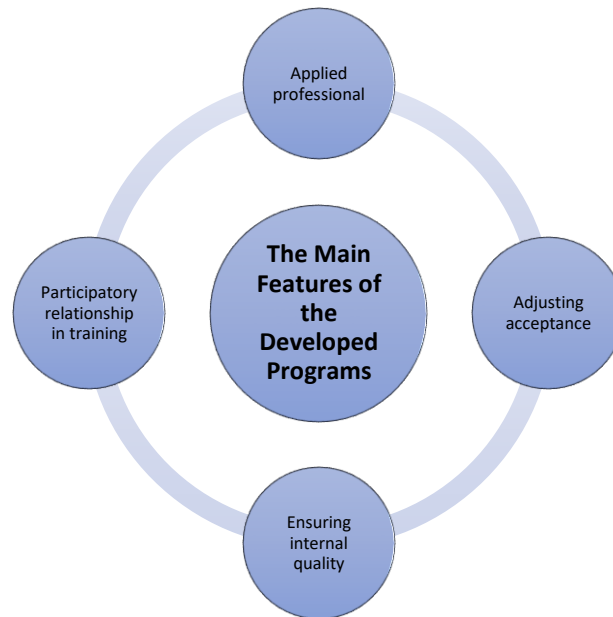 Applied
professional
The Main
Features of
the
Developed
Programs
Adjusting
acceptance
Ensuring
internal
quality
Participatory
relationship
in training